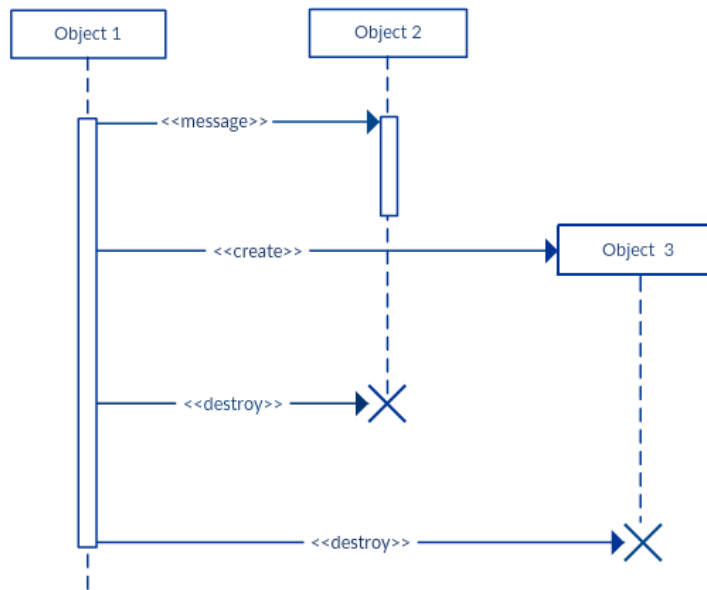 Object 1
Object 2
<<message>>
<<create>>
Object 3
<<destroy>>
<<destroy>>